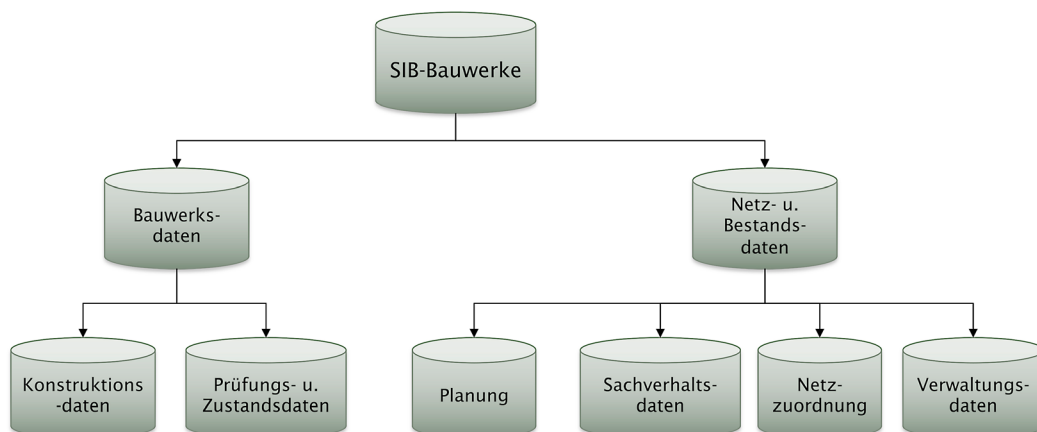 SIB-Bauwerke
Bauwerks-
daten
Netz- u.
Bestands-
daten
Konstruktions
-daten
Prüfungs- u.
Zustandsdaten
Planung
Sachverhalts-
daten
Netz-
zuordnung
Verwaltungs-
daten